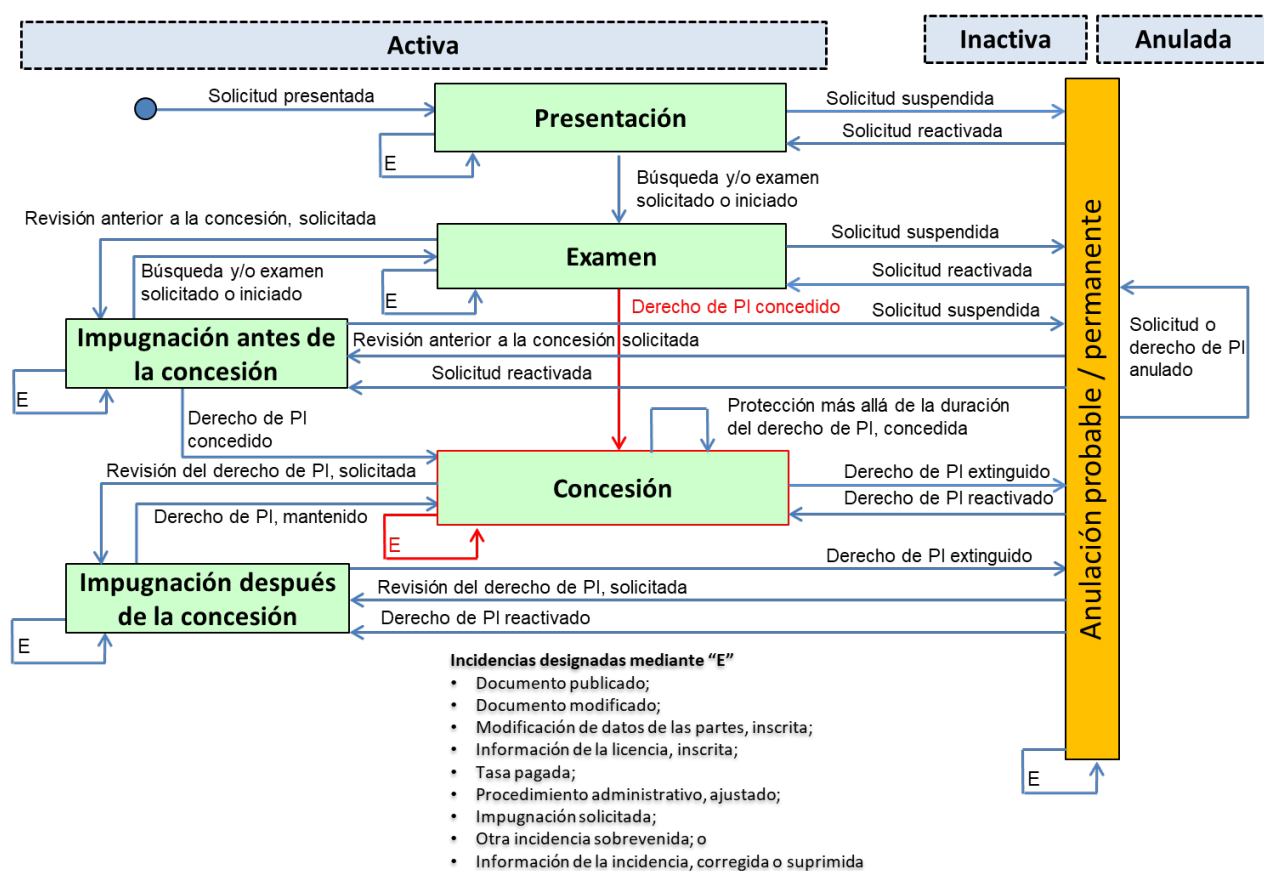 Activa
Inactiva
Anulada
Solicitud presentada
Presentación
Solicitud suspendida
Solicitud reactivada
E
Búsqueda y/o examen
solicitado o iniciado
Revisión anterior a la concesión, solicitada
Examen
Solicitud suspendida
Solicitud reactivada
Búsqueda y/o examen
solicitado o iniciado
E
Derecho de PI concedido
Solicitud suspendida
Impugnación antes de
la concesión
Revisión anterior a la concesión solicitada
Solicitud reactivada
E
Solicitud o
derecho de PI
anulado
Anulación probable / permanente
Derecho de PI
concedido
Protección más allá de la duración
del derecho de PI, concedida
Revisión del derecho de PI, solicitada
Concesión
Derecho de PI extinguido
Derecho de PI reactivado
Derecho de PI, mantenido
E
Derecho de PI extinguido
Impugnación después
de la concesión
Revisión del derecho de PI, solicitada
Derecho de PI reactivado
E
Incidencias designadas mediante “E”
• Documento publicado;
• Documento modificado;
• Modificación de datos de las partes, inscrita;
• Información de la licencia, inscrita;
• Tasa pagada;
• Procedimiento administrativo, ajustado;
• Impugnación solicitada;
• Otra incidencia sobrevenida; o
• Información de la incidencia, corregida o suprimida
E